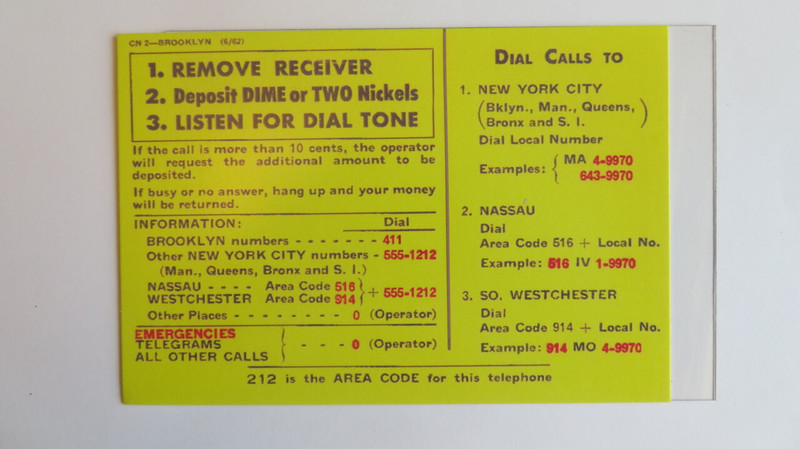 CN 2—BROOKLYN (6/62)
1. REMOVE RECEIVER
2. Deposit DIME or TWO Nickels
3. LISTEN FOR DIAL TONE
If the call is more than 10 cents, the operator
will request the additional amount to be
deposited.
If busy or no answer, hang up and your money
will be returned.
INFORMATION: Dial
BROOKLYN numbers - - - - - - - 411
Other NEW YORK CITY numbers - 555-1212
(Man., Queens, Bronx and S. I.)
NASSAU - - - - Area Code 516
WESTCHESTER Area Code 914 } + 555-1212
Other Places - - - - - - - - 0 (Operator)
EMERGENCIES
TELEGRAMS - - - 0 (Operator)
ALL OTHER CALLS
DIAL CALLS TO
1. NEW YORK CITY
(Bklyn., Man., Queens,
Bronx and S. I.)
Dial Local Number
Examples: { MA 4-9970
643-9970
2. NASSAU
Dial
Area Code 516 + Local No.
Example: 516 IV 1-9970
3. SO. WESTCHESTER
Dial
Area Code 914 + Local No.
Example: 914 MO 4-9970
212 is the AREA CODE for this telephone